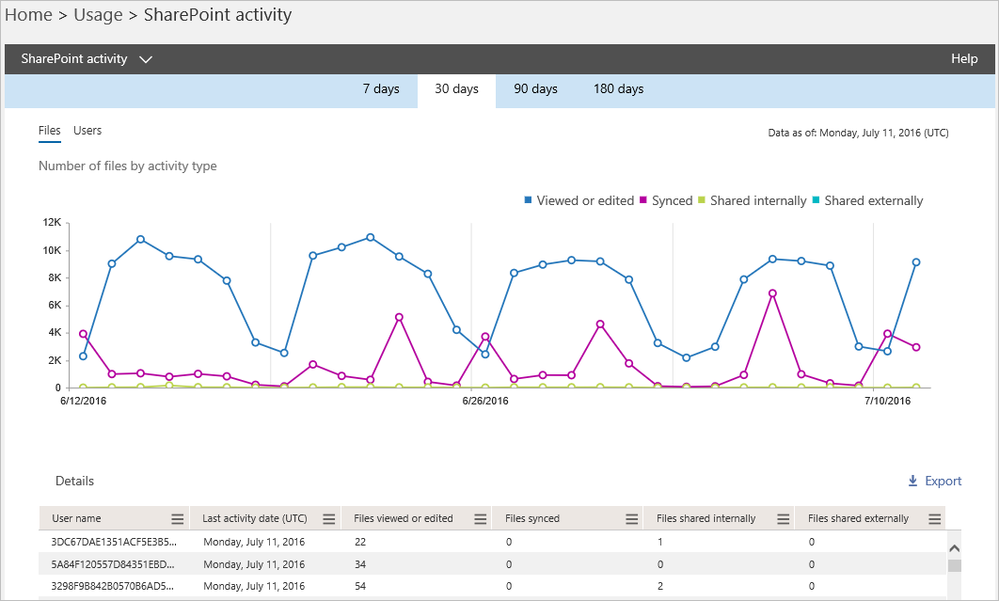 Home > Usage > SharePoint activity
SharePoint activity Help
7 days 30 days 90 days 180 days
Files Users
Data as of: Monday, July 11, 2016 (UTC)
Number of files by activity type
Viewed or edited Synced Shared internally Shared externally
12K
10K
8K
6K
4K
2K
0
6/12/2016 6/26/2016 7/10/2016
Details Export
User name Last activity date (UTC) Files viewed or edited Files synced Files shared internally Files shared externally
3DC67DAE1351ACF5E3B5... Monday, July 11, 2016 22 0 1 0
5A84F120557D84351EBD... Monday, July 11, 2016 34 0 0 0
3298F9B842B0570B6AD5... Monday, July 11, 2016 54 0 2 0